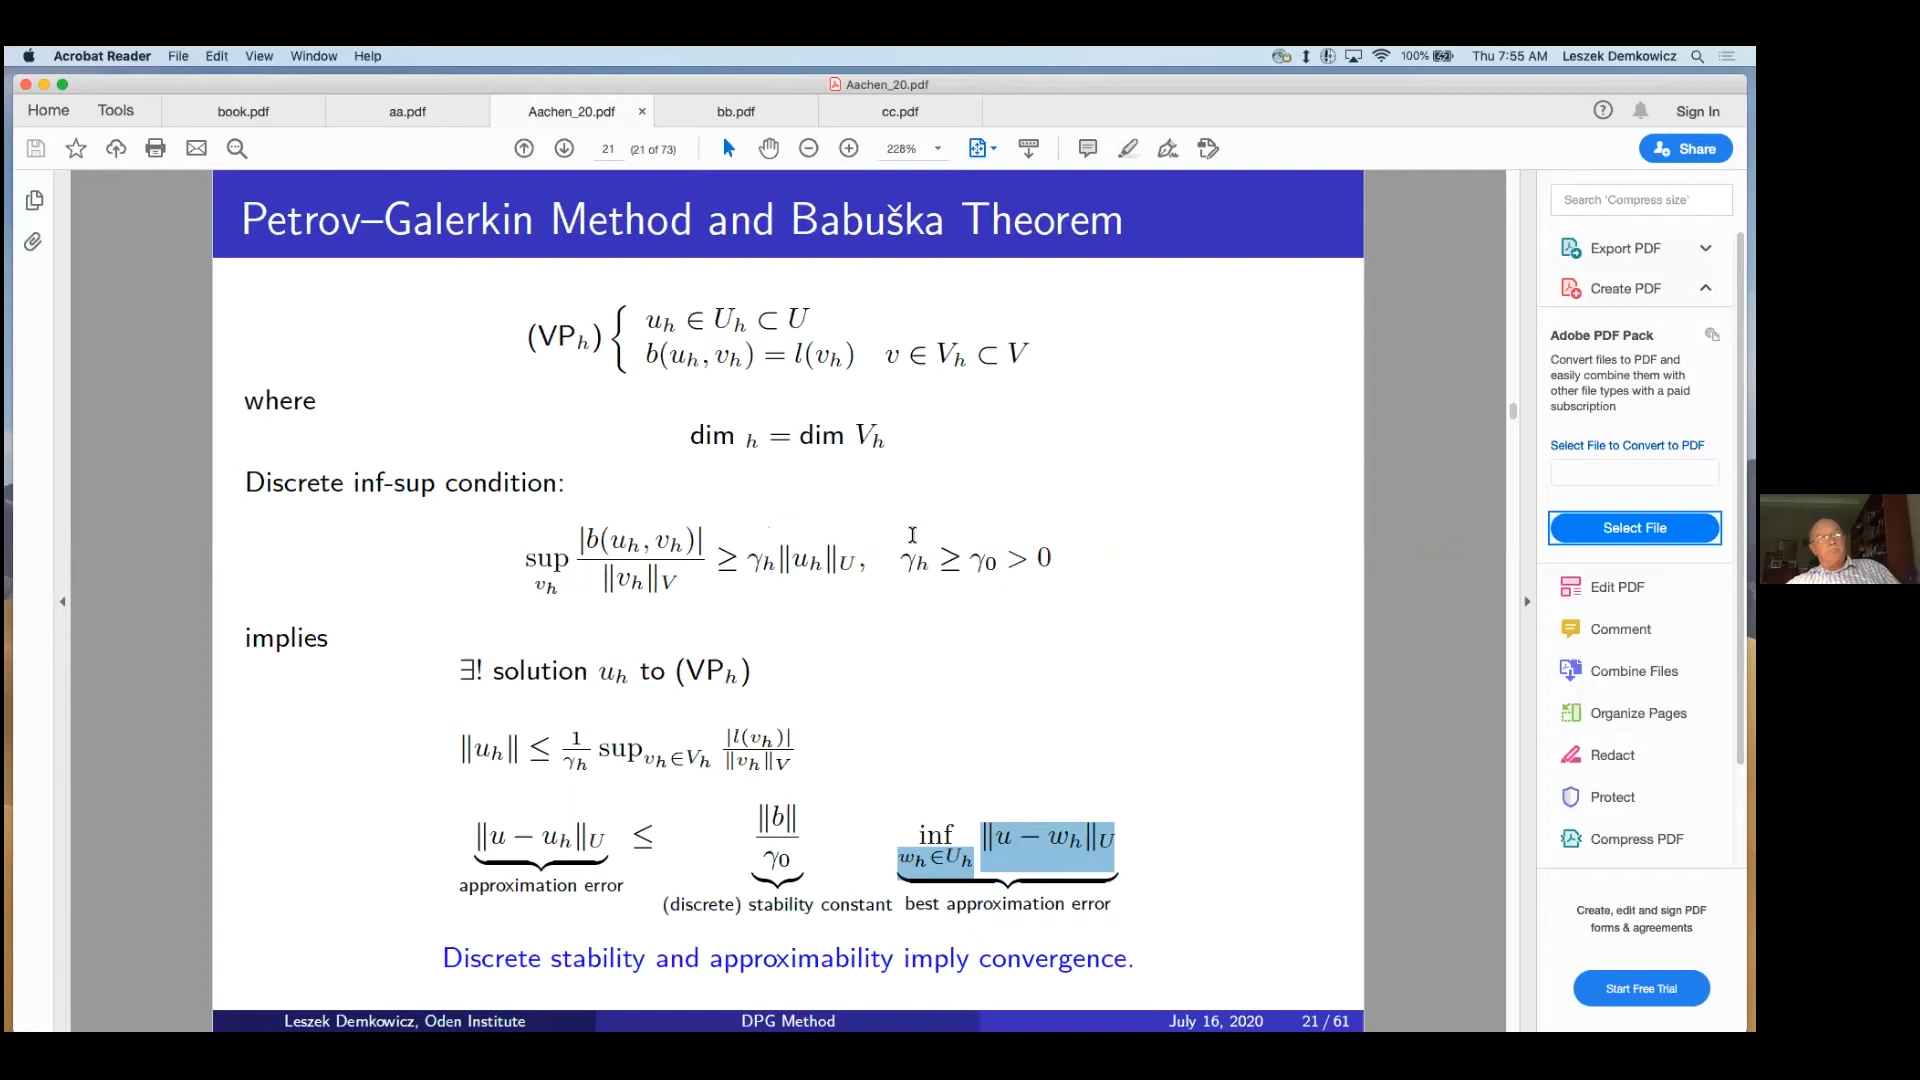 Acrobat Reader File Edit View Window Help 100% Thu 7:55 AM Leszek Demkowicz
Aachen_20.pdf
Home Tools book.pdf aa.pdf Aachen_20.pdf × bb.pdf cc.pdf Sign In
21 (21 of 73) 228% Share
Petrov–Galerkin Method and Babuška Theorem
(VP_h) { u_h ∈ U_h ⊂ U
b(u_h, v_h) = l(v_h) v ∈ V_h ⊂ V
where
dim _h = dim V_h
Discrete inf-sup condition:
sup_{v_h} |b(u_h, v_h)| / ‖v_h‖_V ≥ γ_h‖u_h‖_U, γ_h ≥ γ_0 > 0
implies
∃! solution u_h to (VP_h)
‖u_h‖ ≤ 1/γ_h sup_{v_h∈V_h} |l(v_h)| / ‖v_h‖_V
‖u − u_h‖_U ≤ ‖b‖ / γ_0 inf_{w_h∈U_h} ‖u − w_h‖_U
approximation error
(discrete) stability constant best approximation error
Discrete stability and approximability imply convergence.
Leszek Demkowicz, Oden Institute DPG Method July 16, 2020 21 / 61
Search 'Compress size'
Export PDF
Create PDF
Adobe PDF Pack
Convert files to PDF and
easily combine them with
other file types with a paid
subscription
Select File to Convert to PDF
Select File
Edit PDF
Comment
Combine Files
Organize Pages
Redact
Protect
Compress PDF
Create, edit and sign PDF
forms & agreements
Start Free Trial